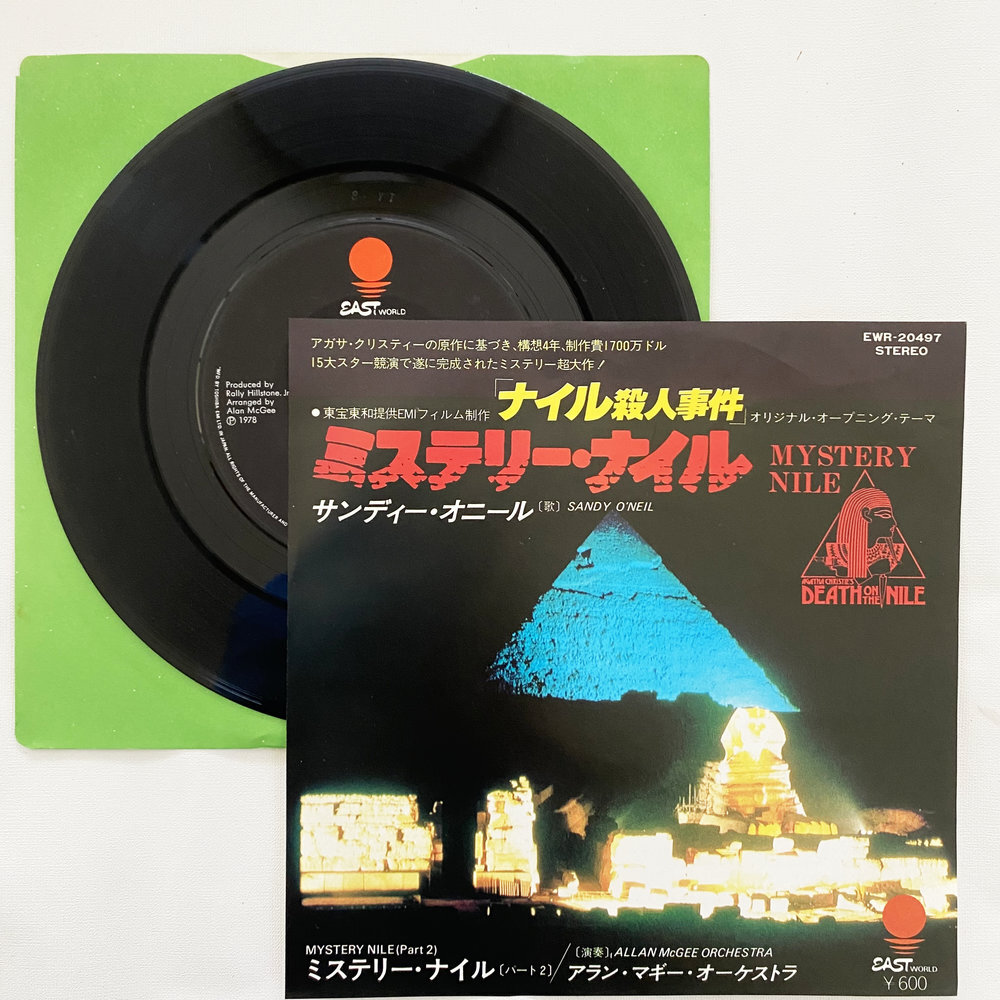 EAST WORLD
Produced by
Rally Hillstone. Jr
Arranged by
Alan McGee
Ⓟ 1978
EWR-20497
STEREO
アガサ・クリスティーの原作に基づき、構想4年、制作費1700万ドル
15大スター競演で遂に完成されたミステリー超大作!
●東宝東和提供EMIフィルム制作「ナイル殺人事件」オリジナル・オープニング・テーマ
ミステリー・ナイル
MYSTERY
NILE
サンディー・オニール〔歌〕SANDY O'NEIL
AGATHA CHRISTIE'S
DEATH ON THE NILE
MYSTERY NILE (Part 2)
ミステリー・ナイル〔パート2〕
〔演奏〕ALLAN McGEE ORCHESTRA
アラン・マギー・オーケストラ
EAST WORLD
¥600